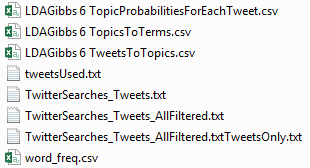 LDAGibbs 6 TopicProbabilitiesForEachTweet.csv
LDAGibbs 6 TopicsToTerms.csv
LDAGibbs 6 TweetsToTopics.csv
tweetsUsed.txt
TwitterSearches_Tweets.txt
TwitterSearches_Tweets_AllFiltered.txt
TwitterSearches_Tweets_AllFiltered.txtTweetsOnly.txt
word_freq.csv